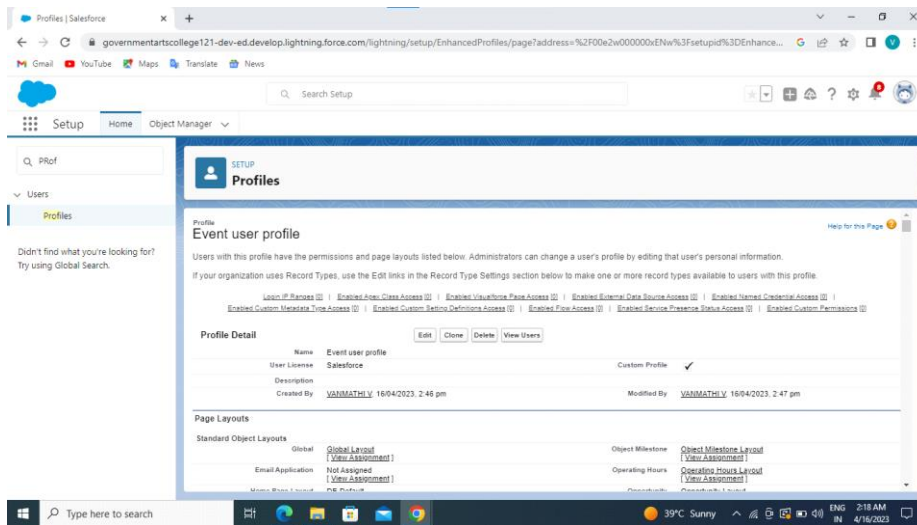 Profiles | Salesforce
governmentartscollege121-dev-ed.develop.lightning.force.com/lightning/setup/EnhancedProfiles/page?address=%2F00e2w000000xENw%3Fsetupid%3DEnhance...
Gmail YouTube Maps Translate News
Search Setup
Setup Home Object Manager
PRof
Users
Profiles
Didn't find what you're looking for?
Try using Global Search.
SETUP
Profiles
Profile
Event user profile
Help for this Page
Users with this profile have the permissions and page layouts listed below. Administrators can change a user's profile by editing that user's personal information.
If your organization uses Record Types, use the Edit links in the Record Type Settings section below to make one or more record types available to users with this profile.
Login IP Ranges [0] | Enabled Apex Class Access [0] | Enabled Visualforce Page Access [0] | Enabled External Data Source Access [0] | Enabled Named Credential Access [0] |
Enabled Custom Metadata Type Access [0] | Enabled Custom Setting Definitions Access [0] | Enabled Flow Access [0] | Enabled Service Presence Status Access [0] | Enabled Custom Permissions [0]
Profile Detail Edit Clone Delete View Users
Name Event user profile
User License Salesforce Custom Profile ✓
Description
Created By VANMATHI V, 16/04/2023, 2:46 pm Modified By VANMATHI V, 16/04/2023, 2:47 pm
Page Layouts
Standard Object Layouts
Global Global Layout Object Milestone Object Milestone Layout
[ View Assignment ] [ View Assignment ]
Email Application Not Assigned Operating Hours Operating Hours Layout
[ View Assignment ] [ View Assignment ]
Home Page Layout DE Default Opportunity Opportunity Layout
Type here to search 39°C Sunny ENG 2:18 AM
IN 4/16/2023